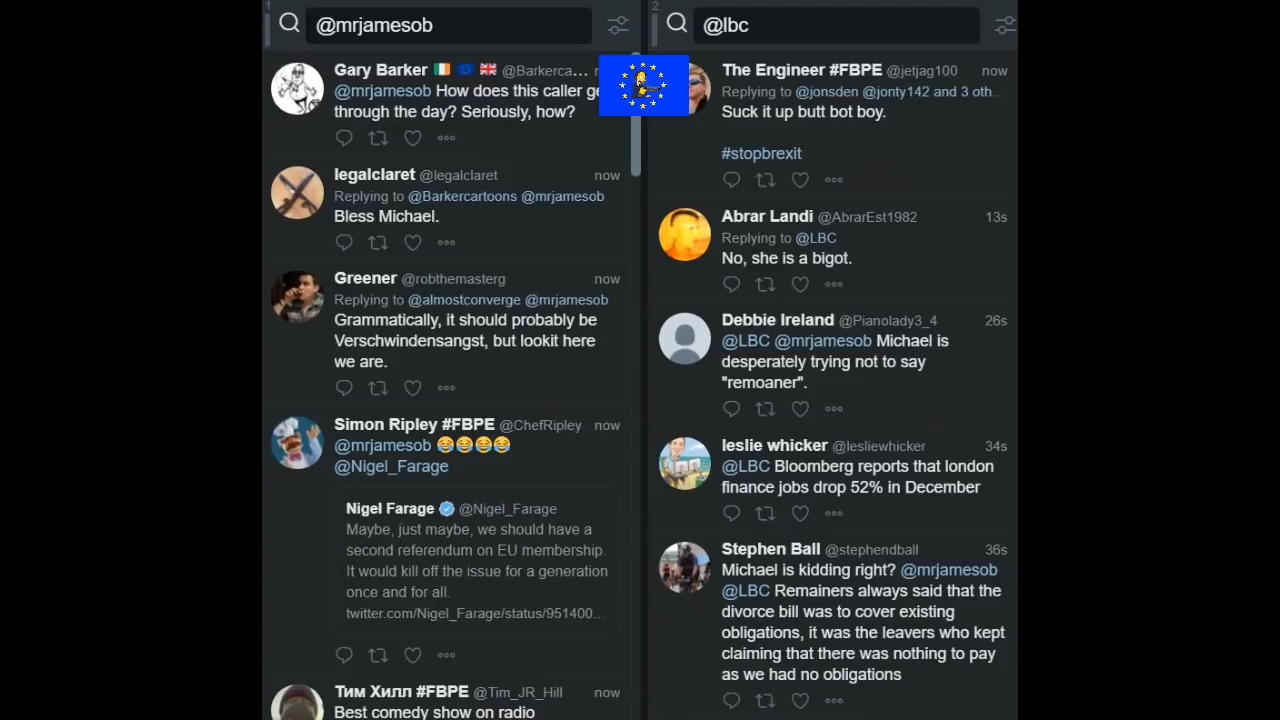 1
@mrjamesob
Gary Barker @Barkerca...
@mrjamesob How does this caller ge
through the day? Seriously, how?
legalclaret @legalclaret now
Replying to @Barkercartoons @mrjamesob
Bless Michael.
Greener @robthemasterg now
Replying to @almostconverge @mrjamesob
Grammatically, it should probably be
Verschwindensangst, but lookit here
we are.
Simon Ripley #FBPE @ChefRipley now
@mrjamesob 😂😂😂😂
@Nigel_Farage
Nigel Farage @Nigel_Farage
Maybe, just maybe, we should have a
second referendum on EU membership.
It would kill off the issue for a generation
once and for all.
twitter.com/Nigel_Farage/status/951400...
Тим Хилл #FBPE @Tim_JR_Hill now
Best comedy show on radio
2
@lbc
The Engineer #FBPE @jetjag100 now
Replying to @jonsden @jonty142 and 3 oth...
Suck it up butt bot boy.
#stopbrexit
Abrar Landi @AbrarEst1982 13s
Replying to @LBC
No, she is a bigot.
Debbie Ireland @Pianolady3_4 26s
@LBC @mrjamesob Michael is
desperately trying not to say
"remoaner".
leslie whicker @lesliewhicker 34s
@LBC Bloomberg reports that london
finance jobs drop 52% in December
Stephen Ball @stephendball 36s
Michael is kidding right? @mrjamesob
@LBC Remainers always said that the
divorce bill was to cover existing
obligations, it was the leavers who kept
claiming that there was nothing to pay
as we had no obligations